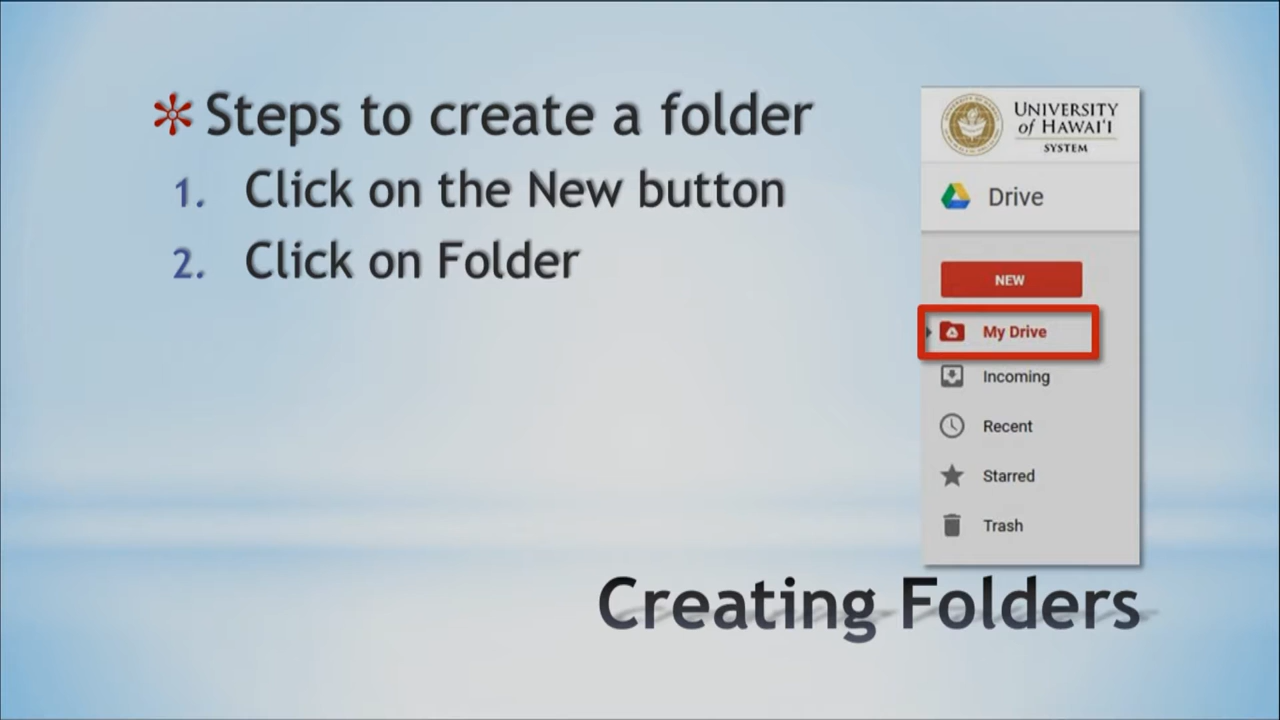 * Steps to create a folder
1. Click on the New button
2. Click on Folder
UNIVERSITY
of HAWAI'I
SYSTEM
Drive
NEW
My Drive
Incoming
Recent
Starred
Trash
Creating Folders